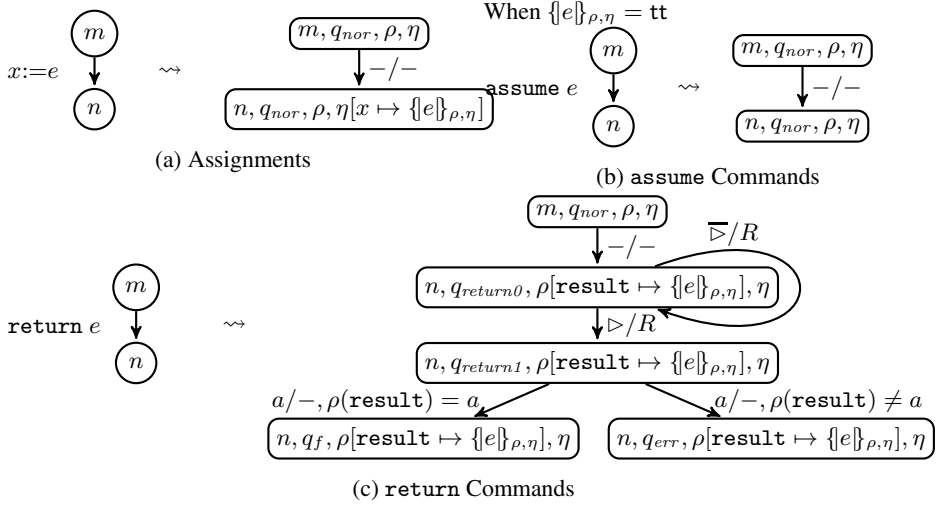 When {|e|}ρ,η = tt
x:=e
m
n
⇝
m, q_nor, ρ, η
−/−
n, q_nor, ρ, η[x ↦ {|e|}ρ,η]
(a) Assignments
assume e
m
n
⇝
m, q_nor, ρ, η
−/−
n, q_nor, ρ, η
(b) assume Commands
return e
m
n
⇝
m, q_nor, ρ, η
−/−
▷̅/R
n, q_return0, ρ[result ↦ {|e|}ρ,η], η
▷/R
n, q_return1, ρ[result ↦ {|e|}ρ,η], η
a/−, ρ(result) = a
a/−, ρ(result) ≠ a
n, q_f, ρ[result ↦ {|e|}ρ,η], η
n, q_err, ρ[result ↦ {|e|}ρ,η], η
(c) return Commands